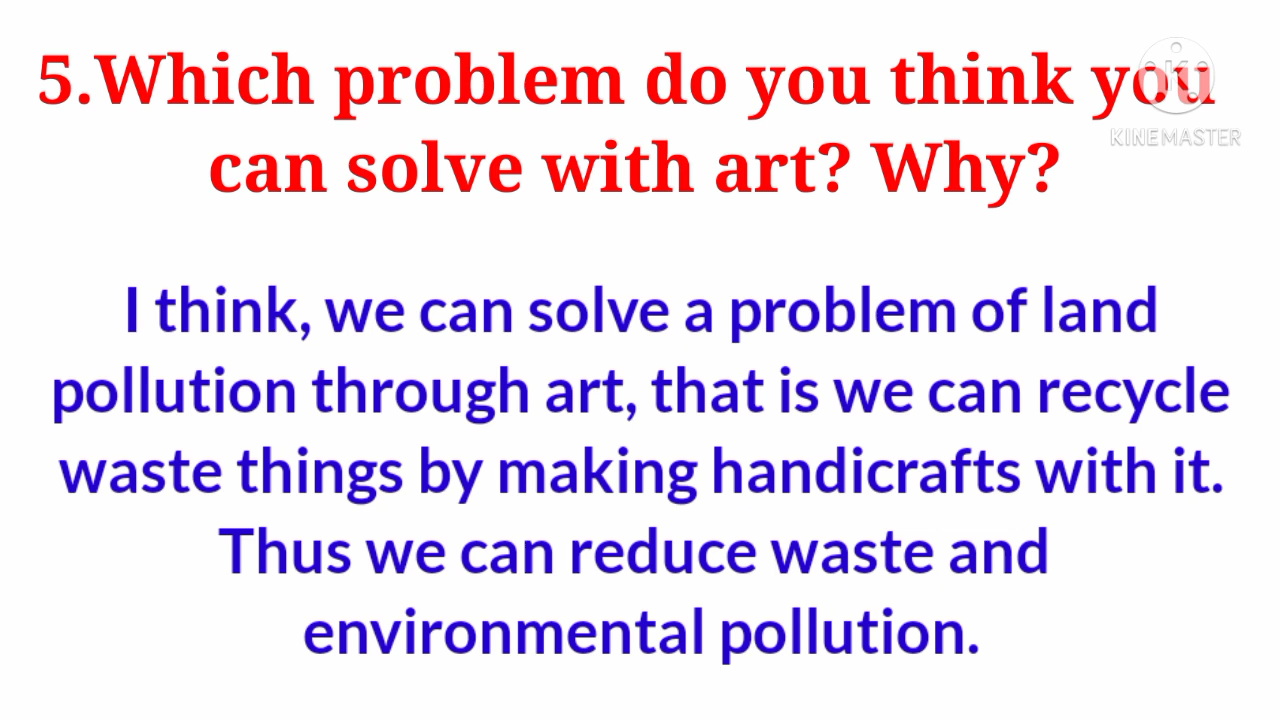 5.Which problem do you think you
can solve with art? Why?
KINEMASTER
I think, we can solve a problem of land
pollution through art, that is we can recycle
waste things by making handicrafts with it.
Thus we can reduce waste and
environmental pollution.